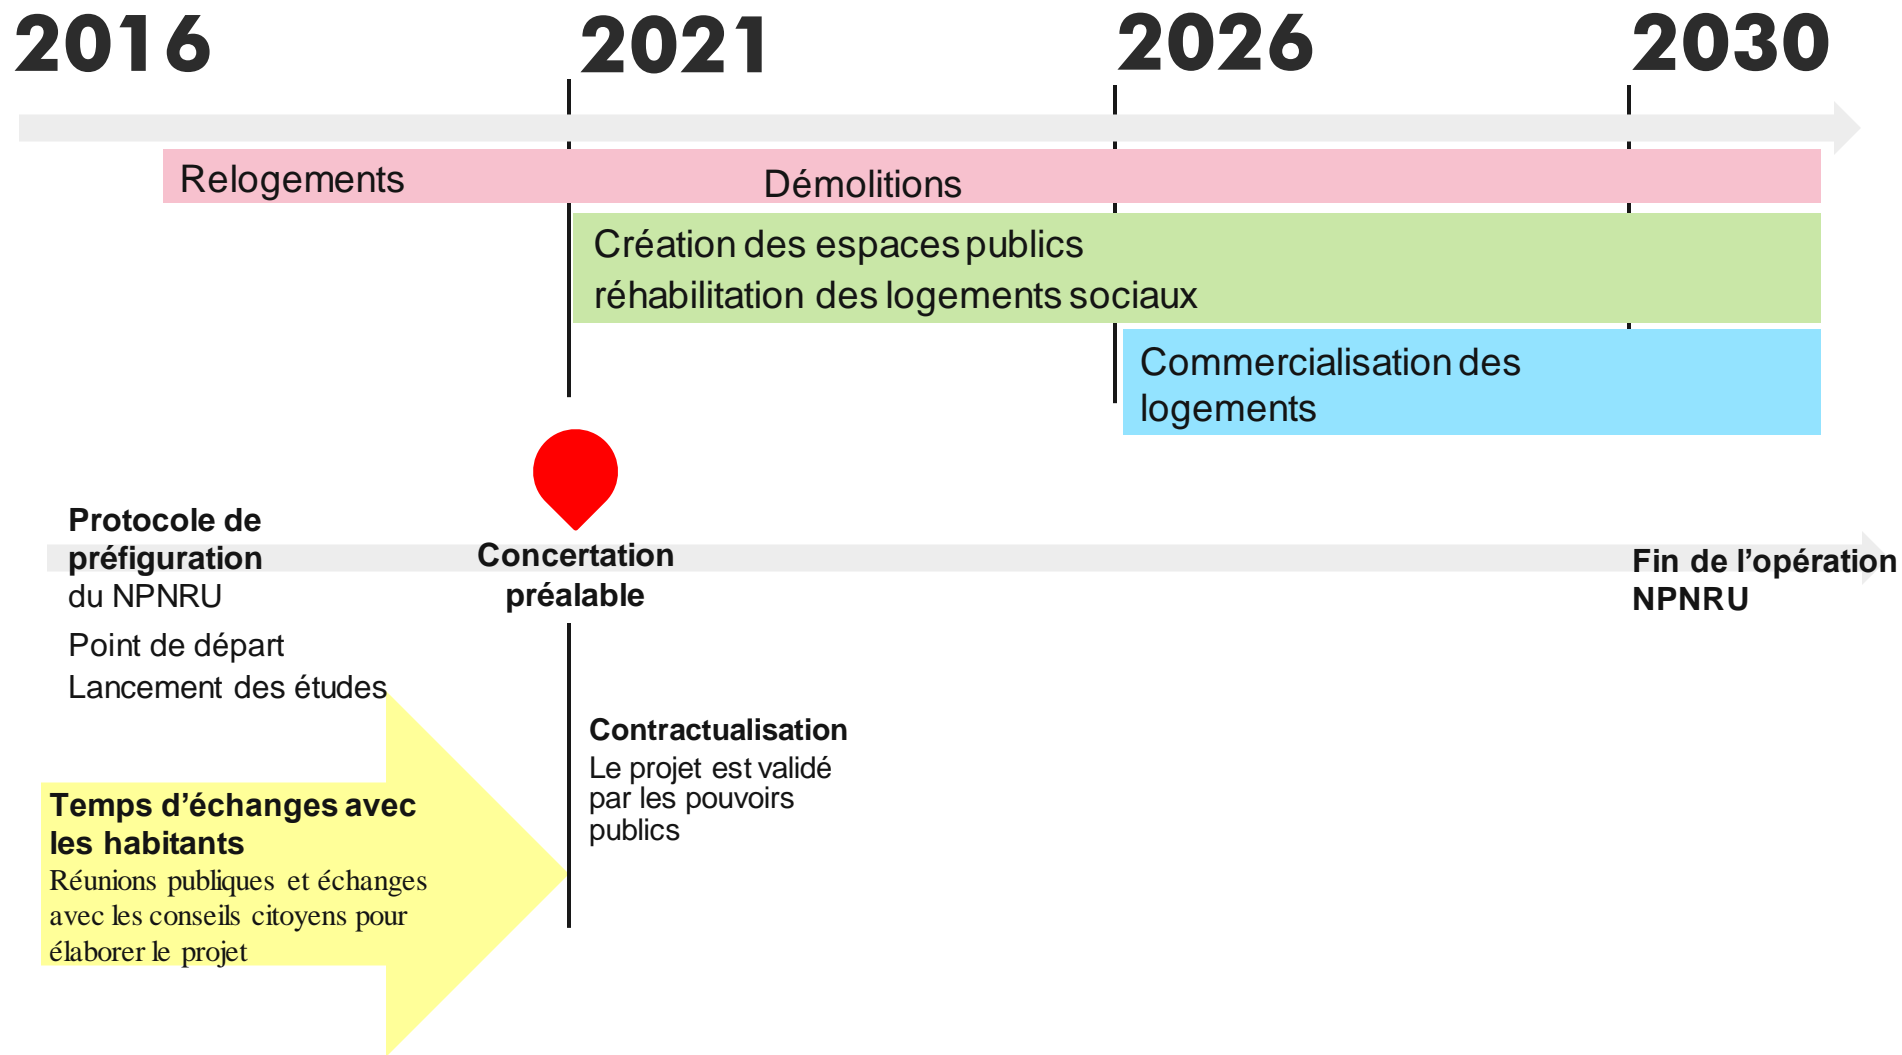 2016
2021
2026
2030
Relogements
Démolitions
Création des espaces publics
réhabilitation des logements sociaux
Commercialisation des
logements
Protocole de
préfiguration
du NPNRU
Point de départ
Lancement des études
Concertation
préalable
Fin de l’opération
NPNRU
Contractualisation
Le projet est validé
par les pouvoirs
publics
Temps d’échanges avec
les habitants
Réunions publiques et échanges
avec les conseils citoyens pour
élaborer le projet